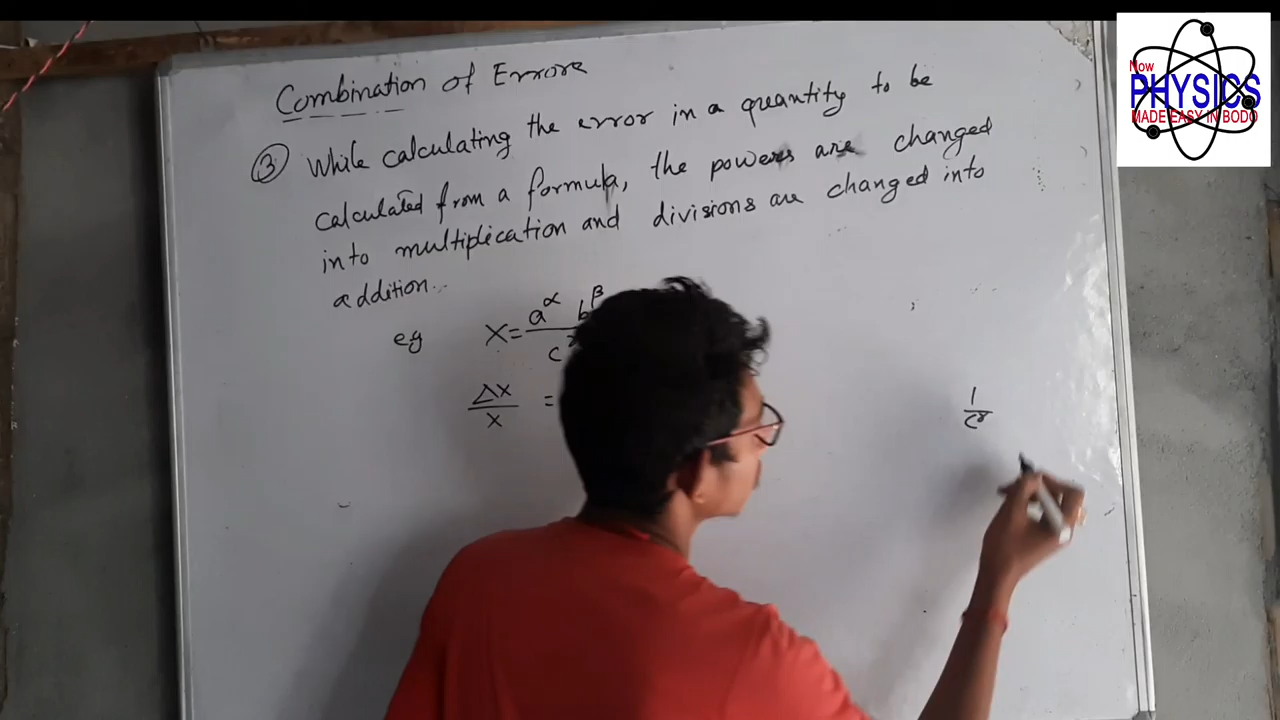 Combination of Errors
③ While calculating the error in a quantity to be
calculated from a formula, the powers are changed
into multiplication and divisions are changed into
addition.
eg X = a^α b^β / c^γ
Δx / x =
1 / c^γ
Now
PHYSICS
MADE EASY IN BODO